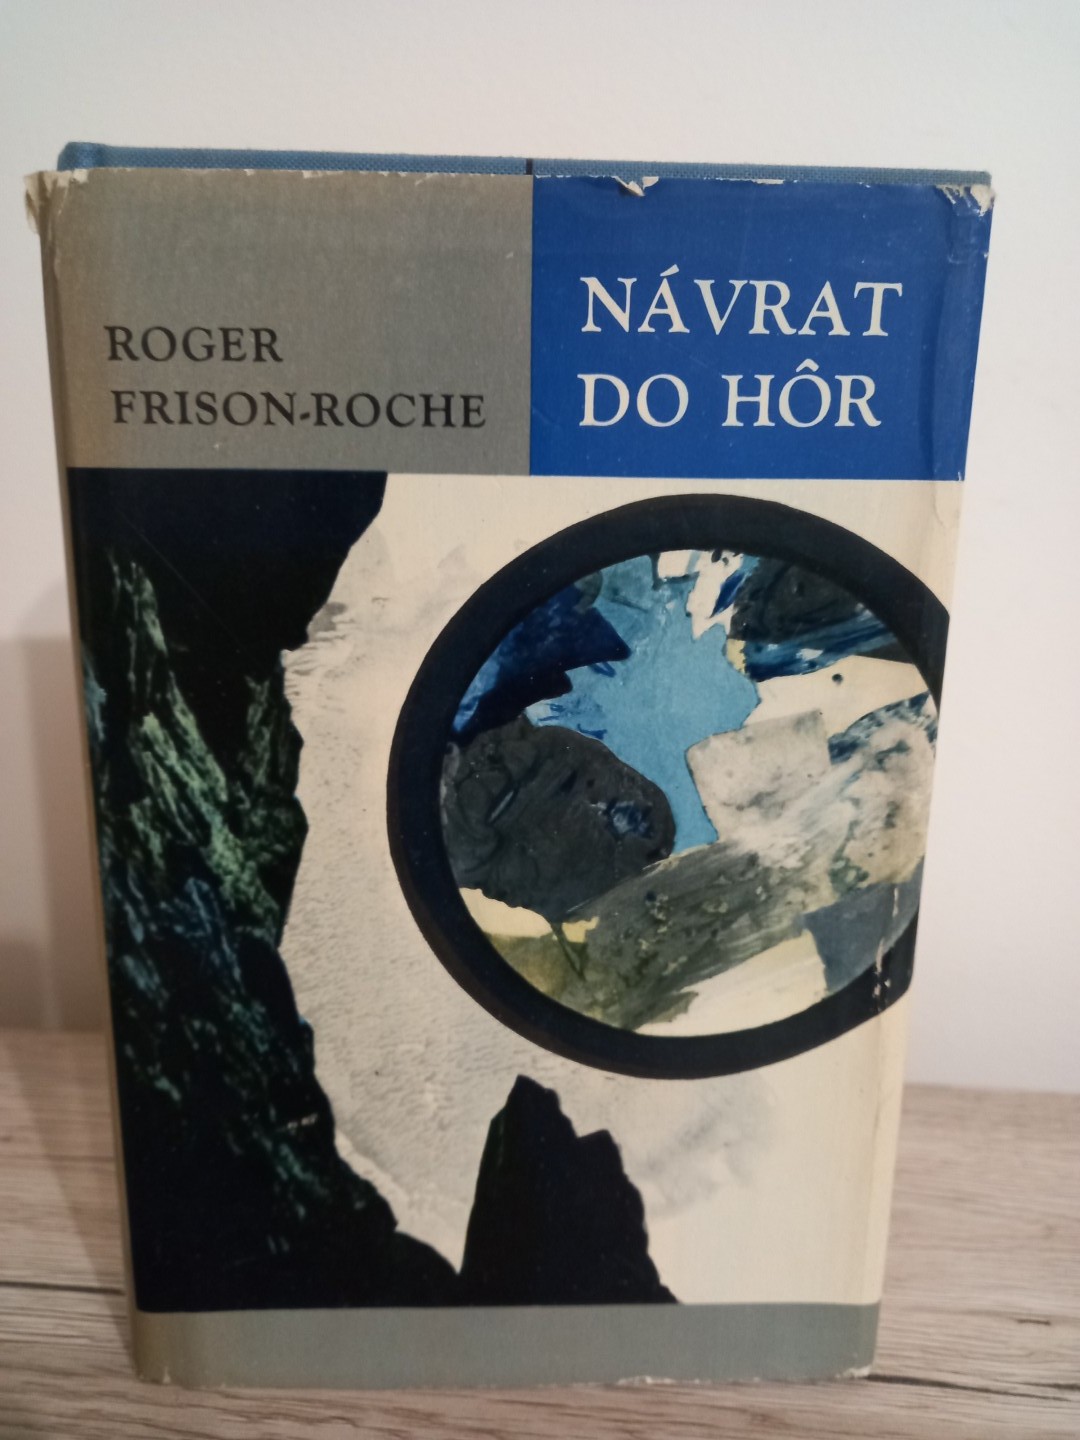 ROGER
FRISON-ROCHE
NÁVRAT
DO HÔR